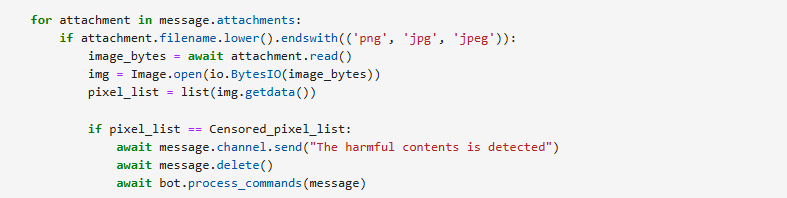 for attachment in message.attachments:
    if attachment.filename.lower().endswith(('png', 'jpg', 'jpeg')):
        image_bytes = await attachment.read()
        img = Image.open(io.BytesIO(image_bytes))
        pixel_list = list(img.getdata())

        if pixel_list == Censored_pixel_list:
            await message.channel.send("The harmful contents is detected")
            await message.delete()
            await bot.process_commands(message)